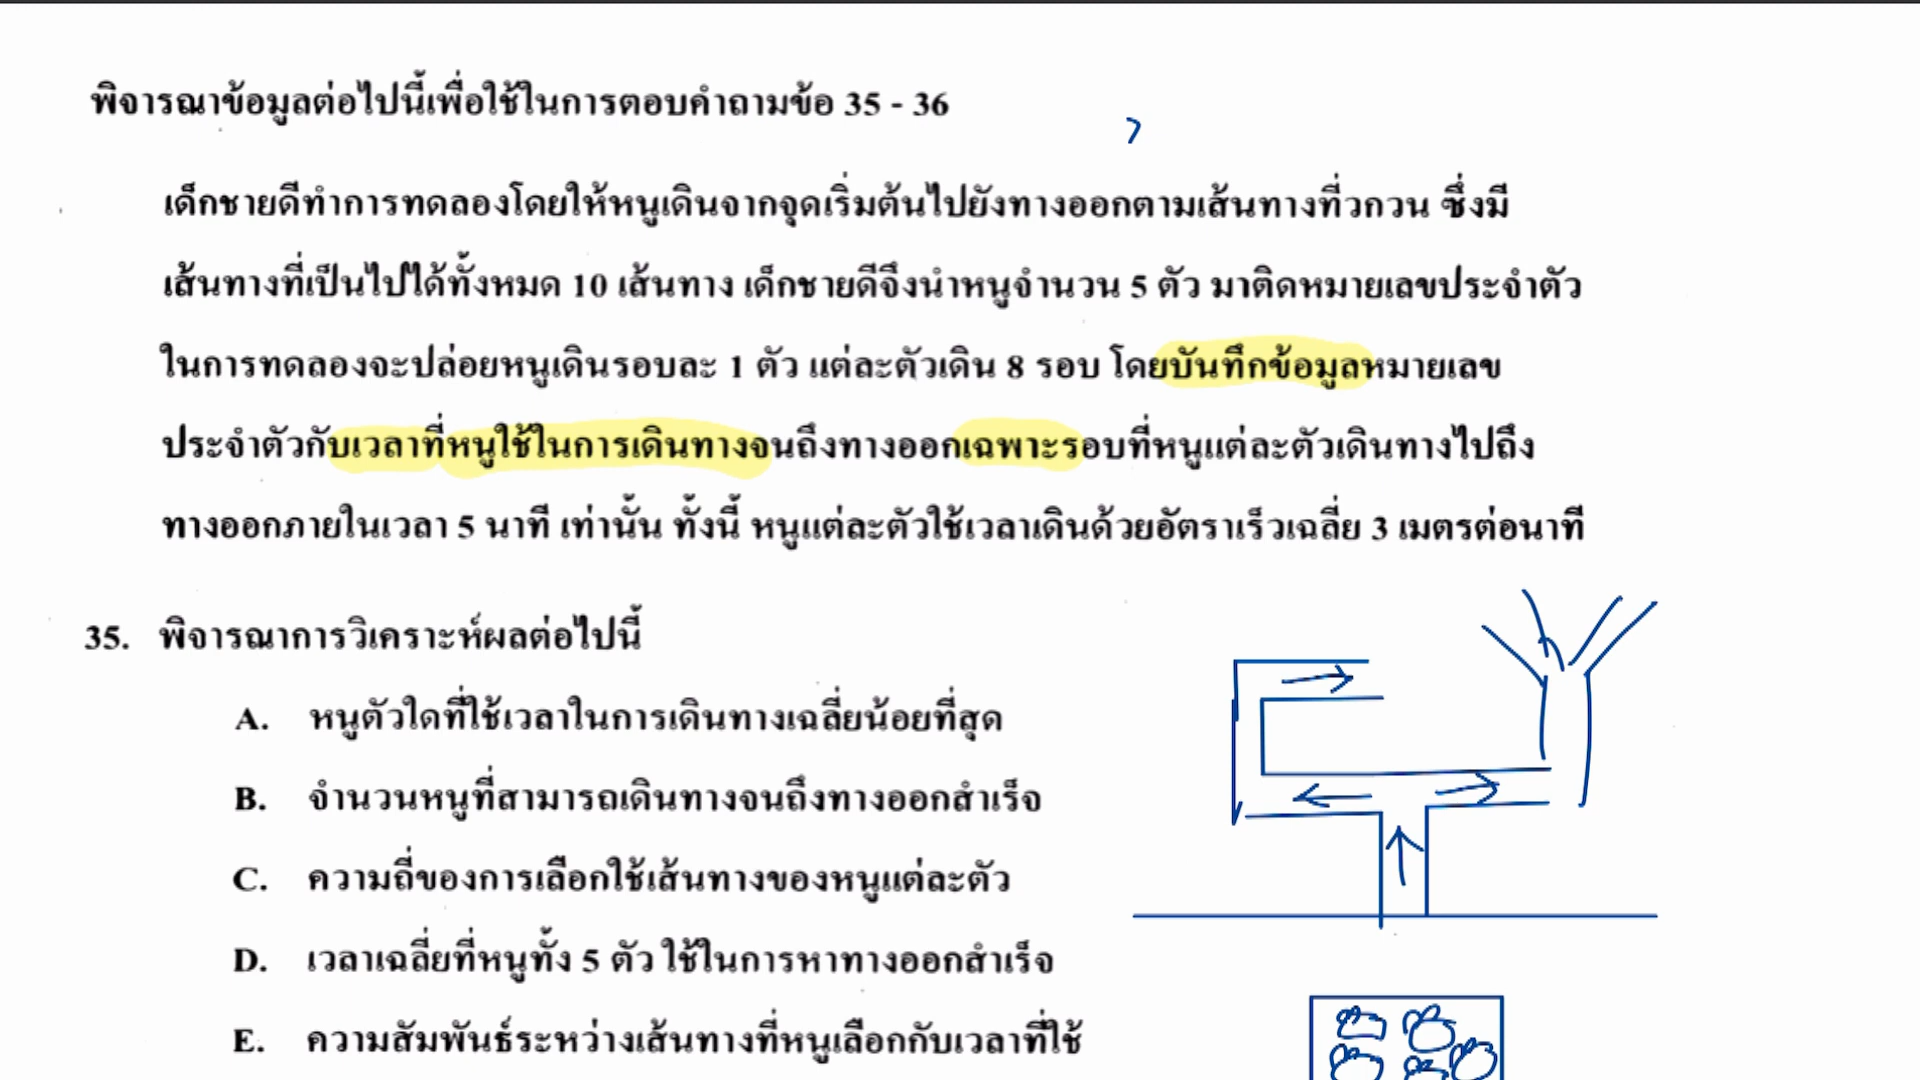 พิจารณาข้อมูลต่อไปนี้เพื่อใช้ในการตอบคำถามข้อ 35 - 36
เด็กชายดีทำการทดลองโดยให้หนูเดินจากจุดเริ่มต้นไปยังทางออกตามเส้นทางที่วกวน ซึ่งมี
เส้นทางที่เป็นไปได้ทั้งหมด 10 เส้นทาง เด็กชายดีจึงนำหนูจำนวน 5 ตัว มาติดหมายเลขประจำตัว
ในการทดลองจะปล่อยหนูเดินรอบละ 1 ตัว แต่ละตัวเดิน 8 รอบ โดยบันทึกข้อมูลหมายเลข
ประจำตัวกับเวลาที่หนูใช้ในการเดินทางจนถึงทางออกเฉพาะรอบที่หนูแต่ละตัวเดินทางไปถึง
ทางออกภายในเวลา 5 นาที เท่านั้น ทั้งนี้ หนูแต่ละตัวใช้เวลาเดินด้วยอัตราเร็วเฉลี่ย 3 เมตรต่อนาที
35. พิจารณาการวิเคราะห์ผลต่อไปนี้
A. หนูตัวใดที่ใช้เวลาในการเดินทางเฉลี่ยน้อยที่สุด
B. จำนวนหนูที่สามารถเดินทางจนถึงทางออกสำเร็จ
C. ความถี่ของการเลือกใช้เส้นทางของหนูแต่ละตัว
D. เวลาเฉลี่ยที่หนูทั้ง 5 ตัว ใช้ในการหาทางออกสำเร็จ
E. ความสัมพันธ์ระหว่างเส้นทางที่หนูเลือกกับเวลาที่ใช้